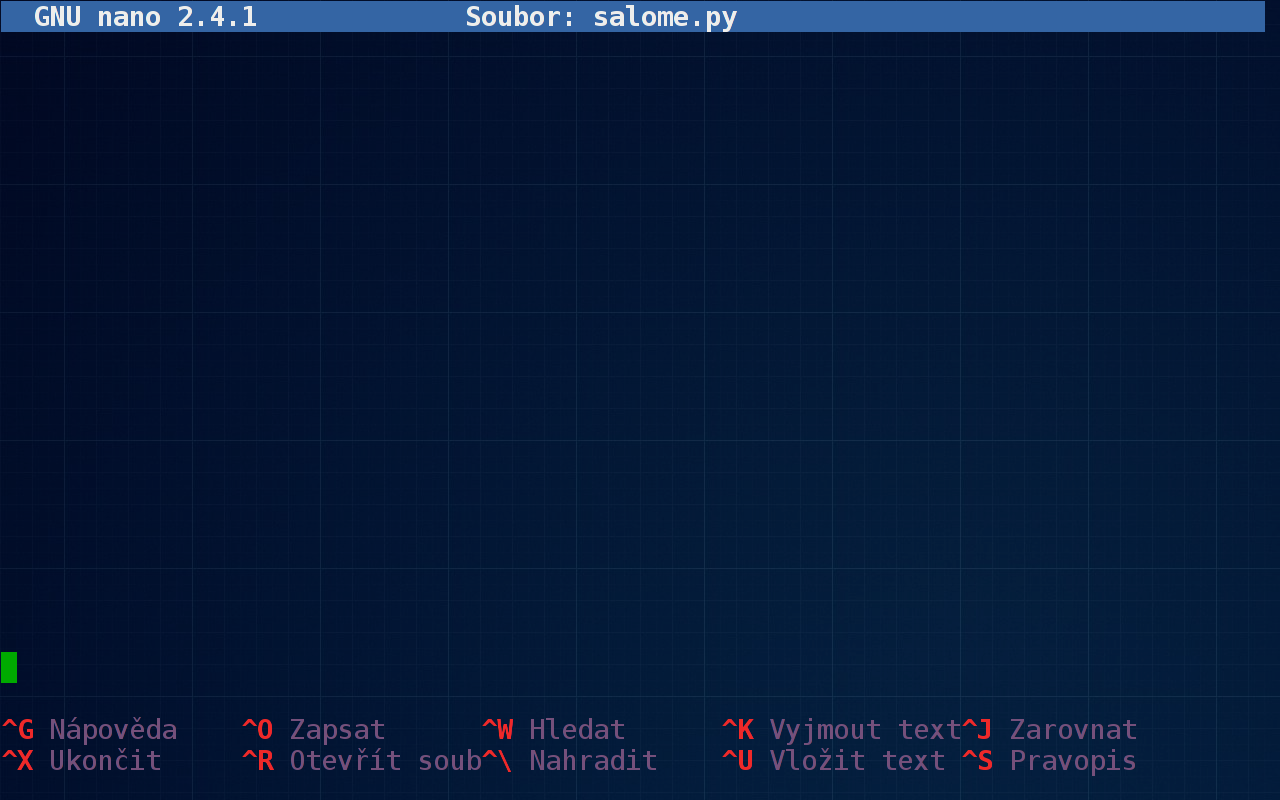 GNU nano 2.4.1 Soubor: salome.py
^G Nápověda ^O Zapsat ^W Hledat ^K Vyjmout text^J Zarovnat
^X Ukončit ^R Otevřít soub^\ Nahradit ^U Vložit text ^S Pravopis